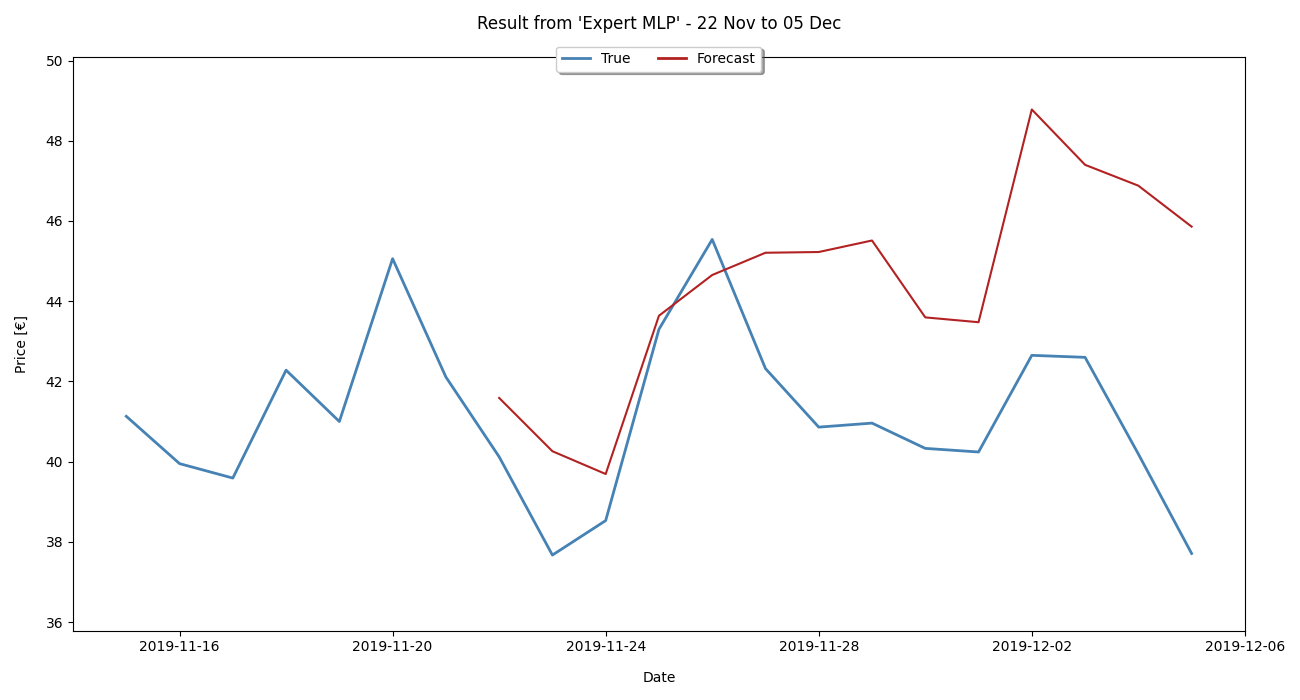 Result from 'Expert MLP' - 22 Nov to 05 Dec
True
Forecast
50
48
46
44
42
40
38
36
Price [€]
2019-11-16
2019-11-20
2019-11-24
2019-11-28
2019-12-02
2019-12-06
Date